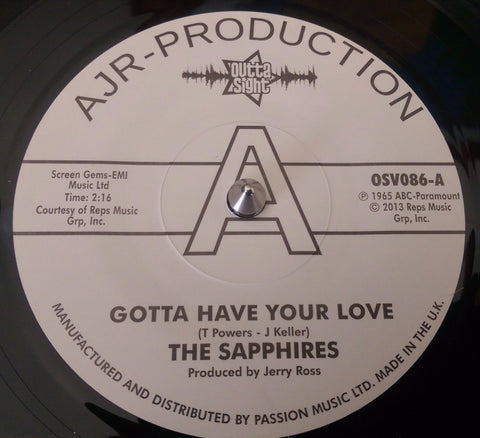 AJR-PRODUCTION
outta
sight
A
Screen Gems-EMI
Music Ltd
Time: 2:16
Courtesy of Reps Music
Grp, Inc.
OSV086-A
℗ 1965 ABC-Paramount
© 2013 Reps Music
Grp, Inc.
GOTTA HAVE YOUR LOVE
(T Powers - J Keller)
THE SAPPHIRES
Produced by Jerry Ross
MANUFACTURED AND DISTRIBUTED BY PASSION MUSIC LTD. MADE IN THE U.K.